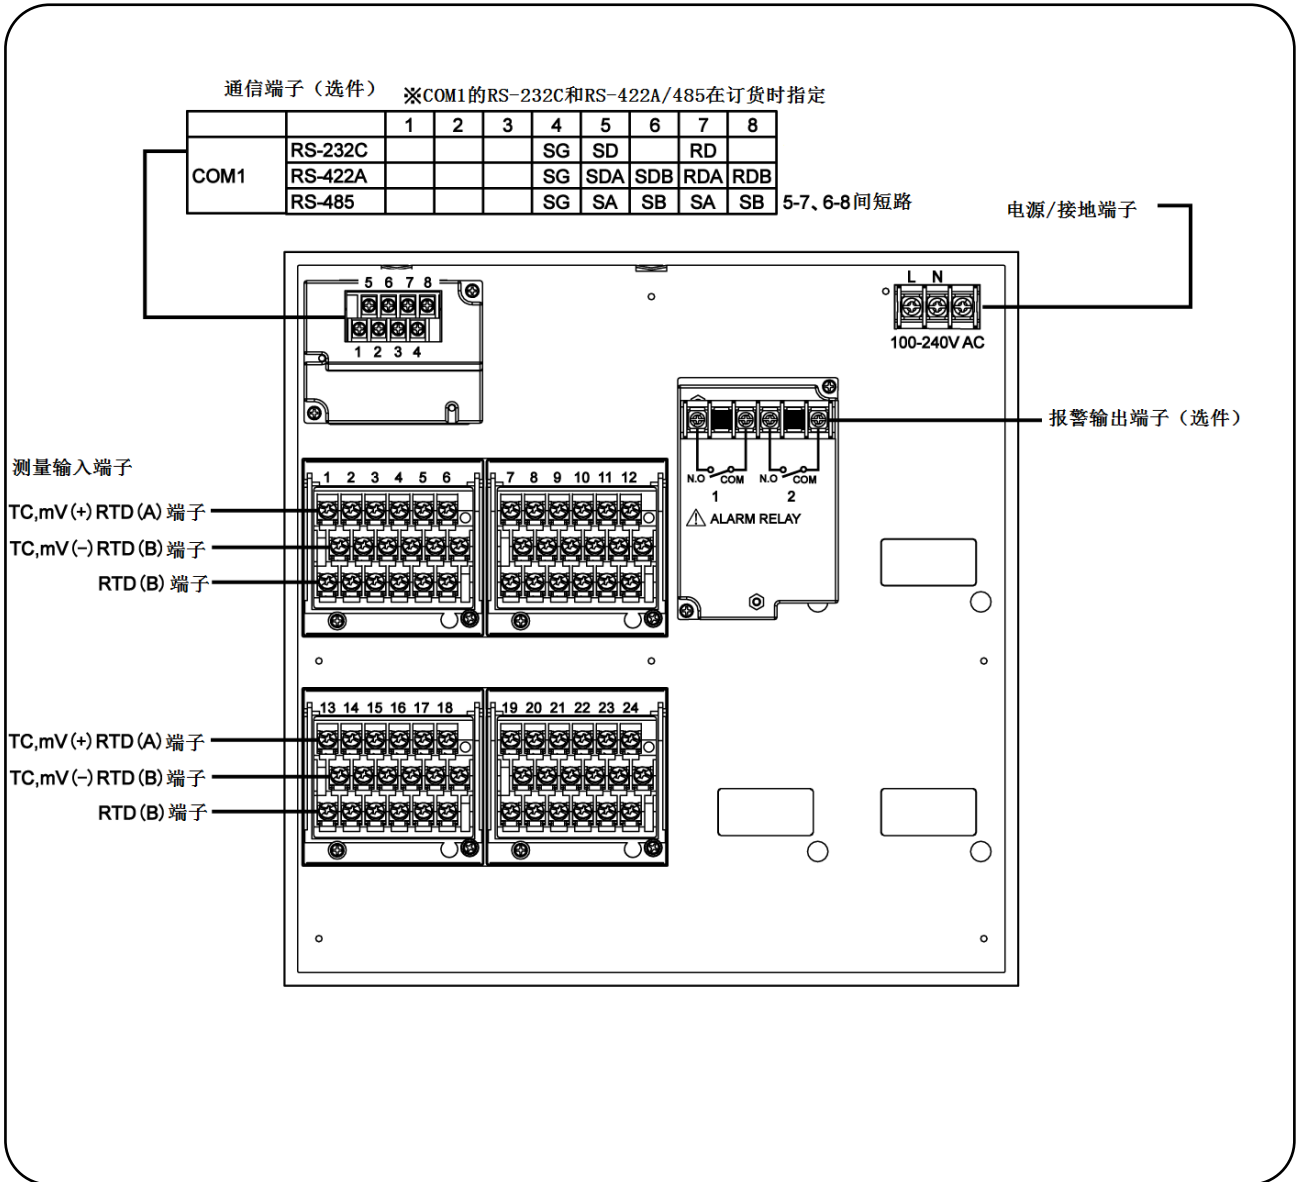 通信端子（选件） ※COM1的RS-232C和RS-422A/485在订货时指定
1 2 3 4 5 6 7 8
COM1
RS-232C SG SD RD
RS-422A SG SDA SDB RDA RDB
RS-485 SG SA SB SA SB 5-7、6-8间短路
电源/接地端子
5 6 7 8
1 2 3 4
L N
100-240V AC
报警输出端子（选件）
N.O COM N.O COM
1 2
⚠ ALARM RELAY
测量输入端子
1 2 3 4 5 6 7 8 9 10 11 12
TC,mV(+) RTD(A) 端子
TC,mV(-) RTD(B) 端子
RTD(B) 端子
13 14 15 16 17 18 19 20 21 22 23 24
TC,mV(+) RTD(A) 端子
TC,mV(-) RTD(B) 端子
RTD(B) 端子